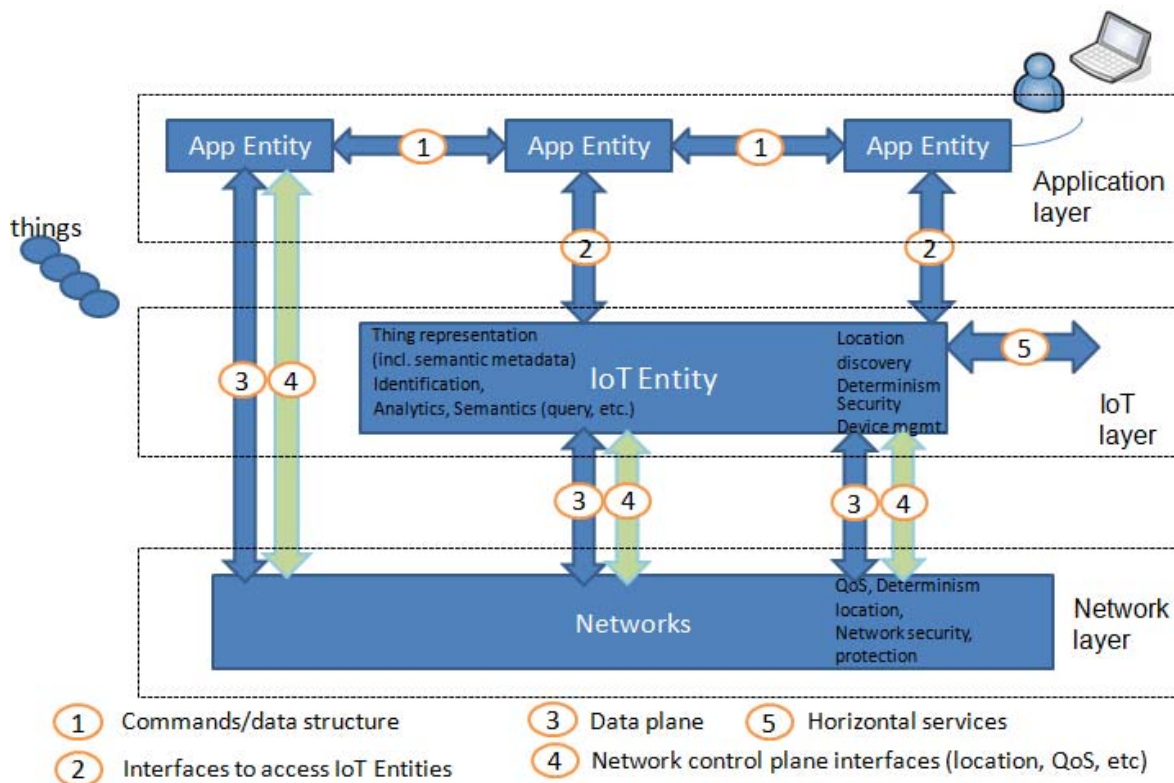 App Entity
1
App Entity
1
App Entity
Application
layer
things
2
2
Thing representation
(incl. semantic metadata)
Identification,
Analytics, Semantics (query, etc.)
IoT Entity
Location
discovery
Determinism
Security
Device mgmt.
5
3
4
IoT
layer
3
4
3
4
Networks
QoS, Determinism
location,
Network security,
protection
Network
layer
1 Commands/data structure
3 Data plane
5 Horizontal services
2 Interfaces to access IoT Entities
4 Network control plane interfaces (location, QoS, etc)